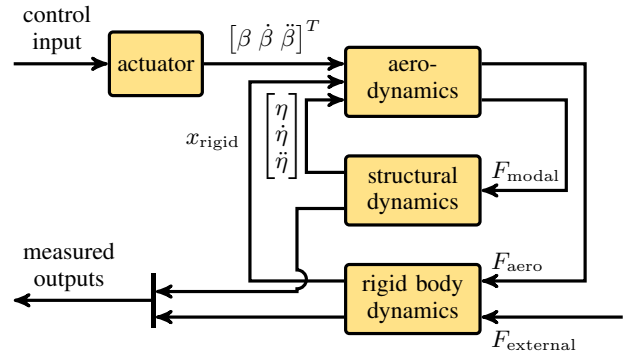 control
input
actuator
[β β̇ β̈]ᵀ
aero-
dynamics
x_rigid
[η
η̇
η̈]
structural
dynamics
F_modal
measured
outputs
F_aero
rigid body
dynamics
F_external